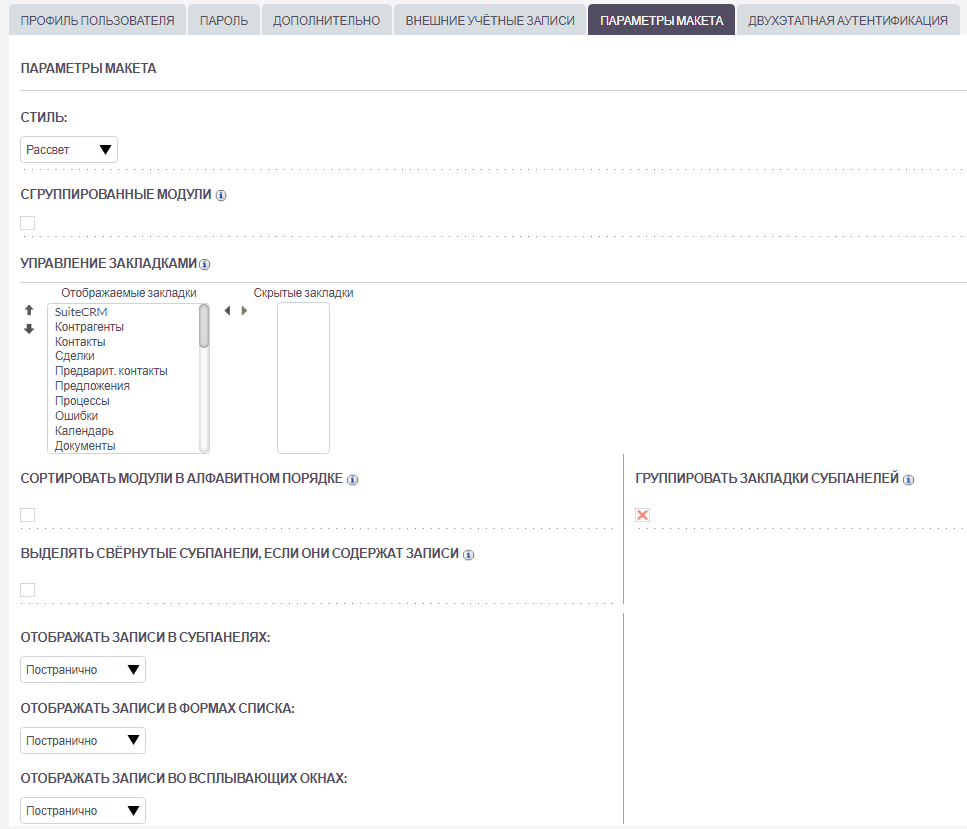 ПРОФИЛЬ ПОЛЬЗОВАТЕЛЯ ПАРОЛЬ ДОПОЛНИТЕЛЬНО ВНЕШНИЕ УЧЁТНЫЕ ЗАПИСИ ПАРАМЕТРЫ МАКЕТА ДВУХЭТАПНАЯ АУТЕНТИФИКАЦИЯ
ПАРАМЕТРЫ МАКЕТА
СТИЛЬ:
Рассвет
СГРУППИРОВАННЫЕ МОДУЛИ
УПРАВЛЕНИЕ ЗАКЛАДКАМИ
Отображаемые закладки Скрытые закладки
SuiteCRM
Контрагенты
Контакты
Сделки
Предварит. контакты
Предложения
Процессы
Ошибки
Календарь
Документы
СОРТИРОВАТЬ МОДУЛИ В АЛФАВИТНОМ ПОРЯДКЕ ГРУППИРОВАТЬ ЗАКЛАДКИ СУБПАНЕЛЕЙ
ВЫДЕЛЯТЬ СВЁРНУТЫЕ СУБПАНЕЛИ, ЕСЛИ ОНИ СОДЕРЖАТ ЗАПИСИ
ОТОБРАЖАТЬ ЗАПИСИ В СУБПАНЕЛЯХ:
Постранично
ОТОБРАЖАТЬ ЗАПИСИ В ФОРМАХ СПИСКА:
Постранично
ОТОБРАЖАТЬ ЗАПИСИ ВО ВСПЛЫВАЮЩИХ ОКНАХ:
Постранично